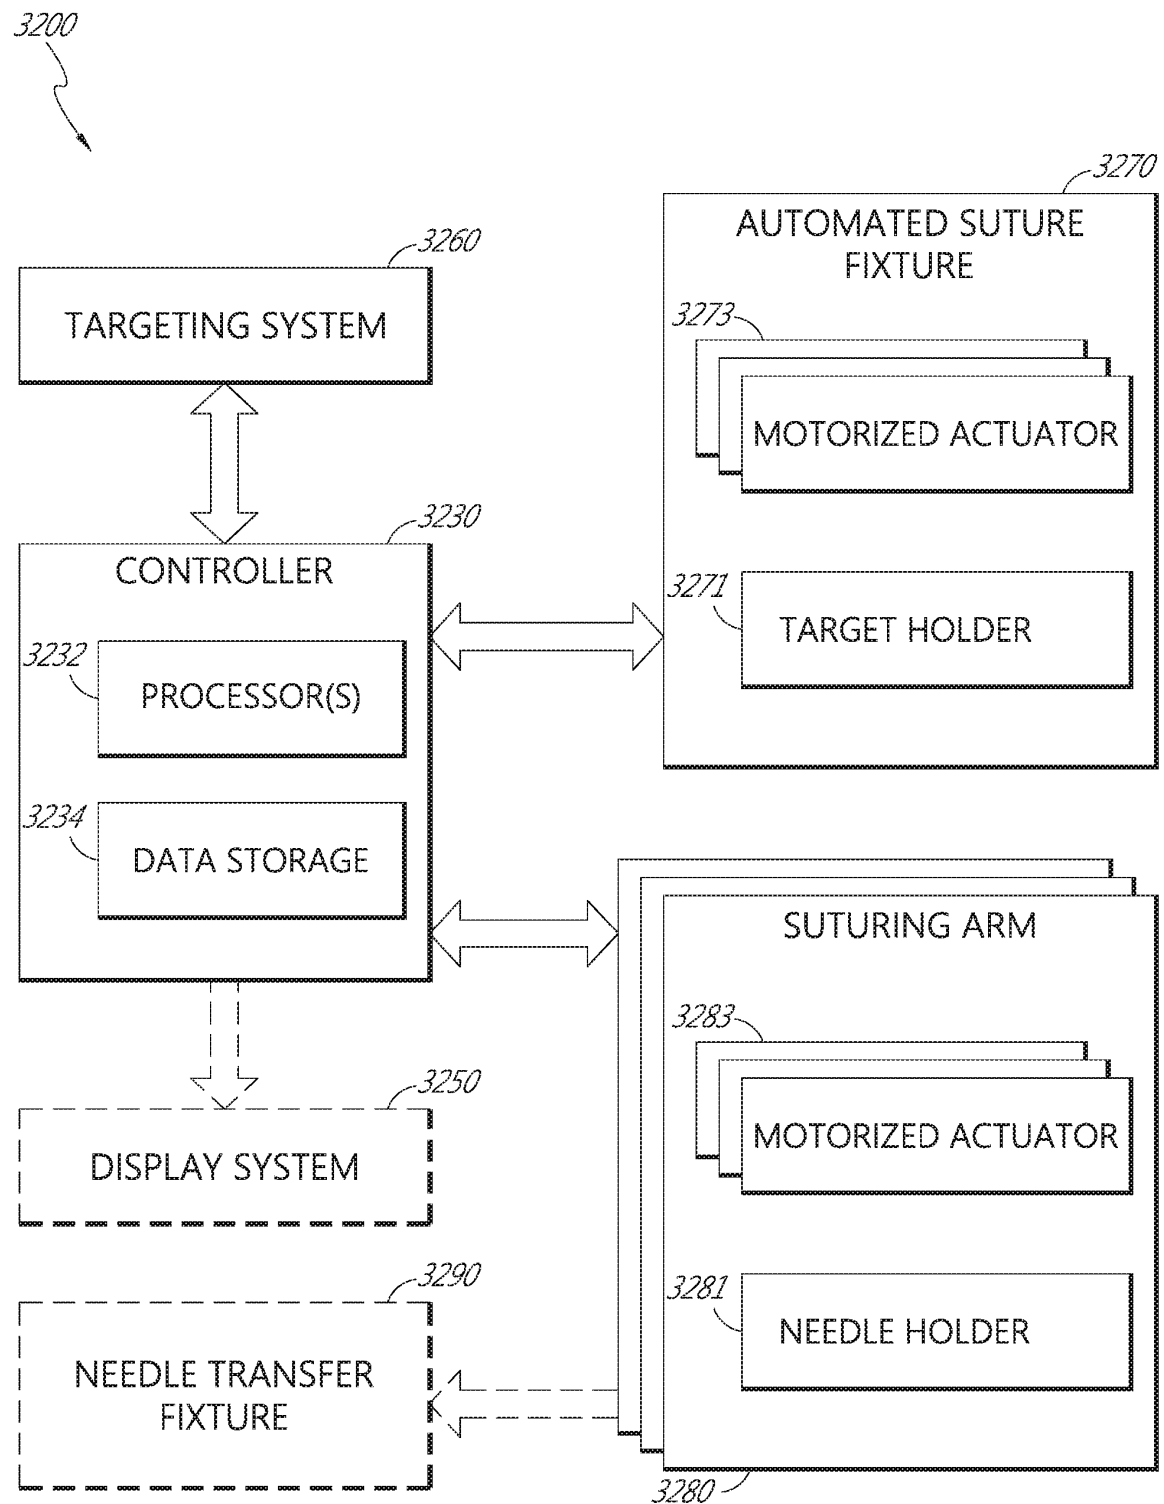 3200
3260
TARGETING SYSTEM
3230
CONTROLLER
3232
PROCESSOR(S)
3234
DATA STORAGE
3250
DISPLAY SYSTEM
3290
NEEDLE TRANSFER
FIXTURE
3270
AUTOMATED SUTURE
FIXTURE
3273
MOTORIZED ACTUATOR
3271
TARGET HOLDER
SUTURING ARM
3283
MOTORIZED ACTUATOR
3281
NEEDLE HOLDER
3280